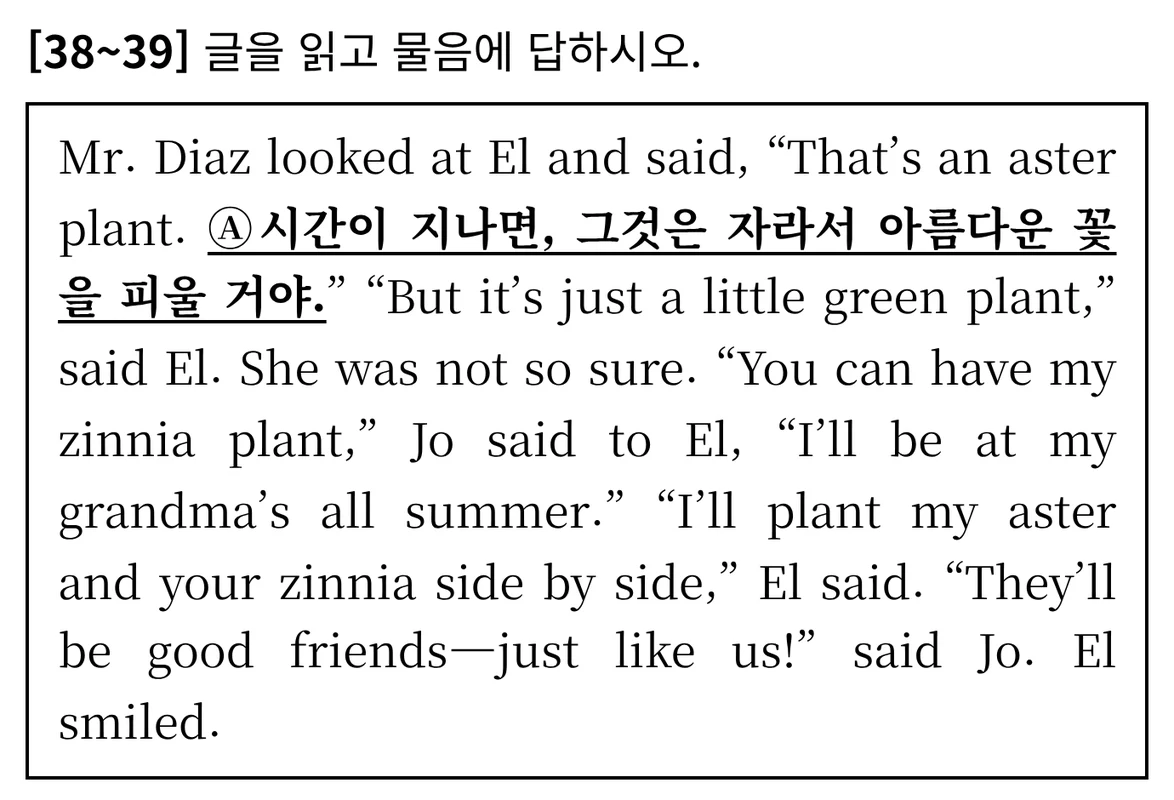 [38~39] 글을 읽고 물음에 답하시오.
Mr. Diaz looked at El and said, “That’s an aster
plant. Ⓐ시간이 지나면, 그것은 자라서 아름다운 꽃
을 피울 거야.” “But it’s just a little green plant,”
said El. She was not so sure. “You can have my
zinnia plant,” Jo said to El, “I’ll be at my
grandma’s all summer.” “I’ll plant my aster
and your zinnia side by side,” El said. “They’ll
be good friends—just like us!” said Jo. El
smiled.